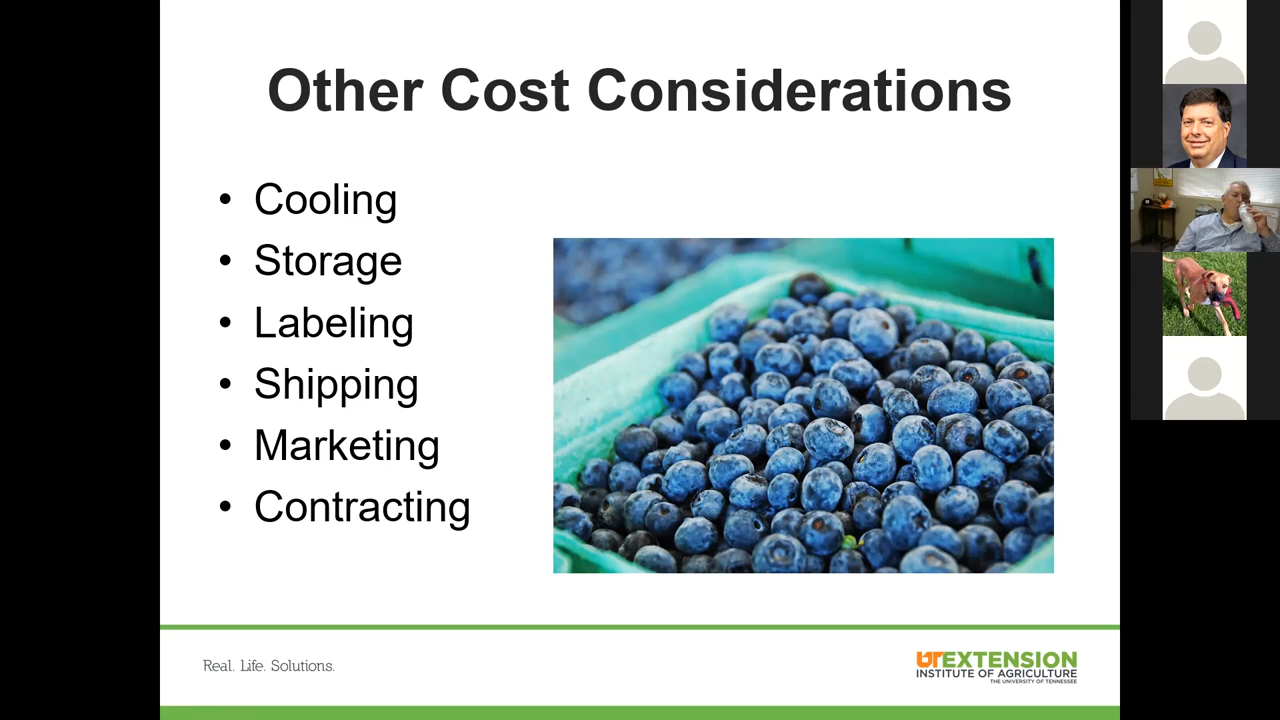 Other Cost Considerations
• Cooling
• Storage
• Labeling
• Shipping
• Marketing
• Contracting
Real. Life. Solutions.
UTEXTENSION
INSTITUTE OF AGRICULTURE
THE UNIVERSITY OF TENNESSEE